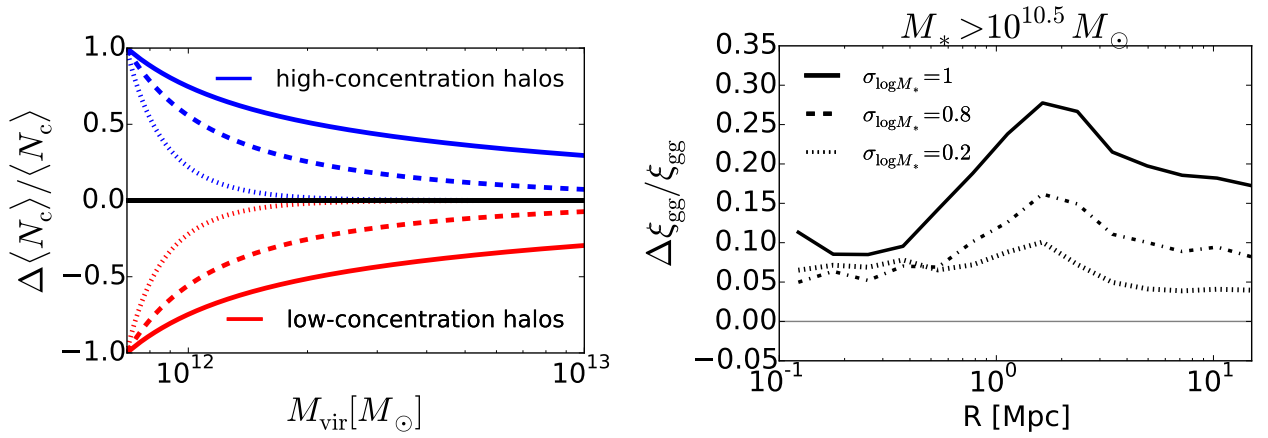 1.0
0.5
0.0
−0.5
−1.0
Δ⟨N_c⟩/⟨N_c⟩
high-concentration halos
low-concentration halos
10^12
10^13
M_vir[M_⊙]
M_* >10^10.5 M_⊙
0.35
0.30
0.25
0.20
0.15
0.10
0.05
0.00
−0.05
Δξ_gg/ξ_gg
σ_logM_* =1
σ_logM_* =0.8
σ_logM_* =0.2
10^-1
10^0
10^1
R [Mpc]